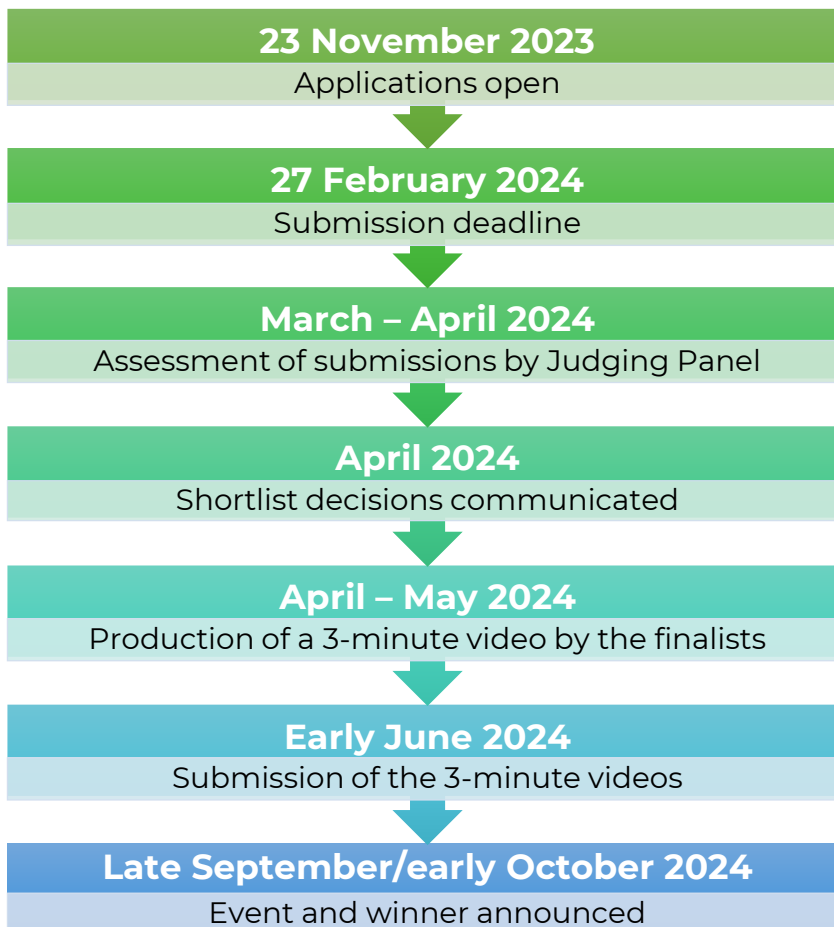 23 November 2023
Applications open
27 February 2024
Submission deadline
March – April 2024
Assessment of submissions by Judging Panel
April 2024
Shortlist decisions communicated
April – May 2024
Production of a 3-minute video by the finalists
Early June 2024
Submission of the 3-minute videos
Late September/early October 2024
Event and winner announced